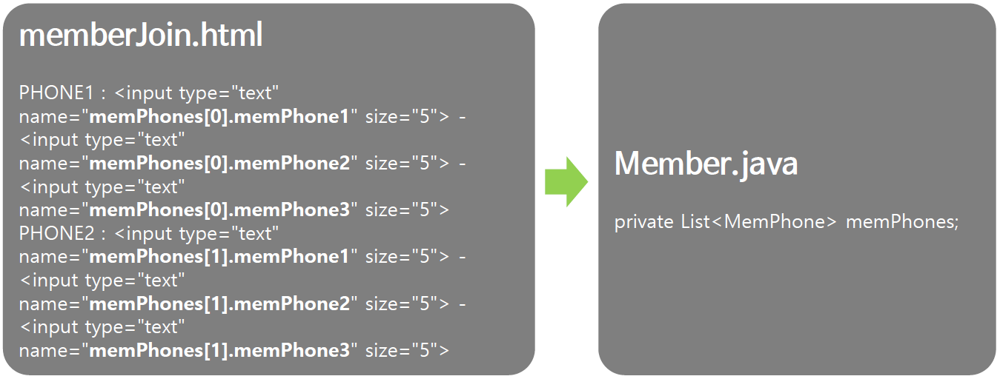 memberJoin.html
PHONE1 : <input type="text"
name="memPhones[0].memPhone1" size="5"> -
<input type="text"
name="memPhones[0].memPhone2" size="5"> -
<input type="text"
name="memPhones[0].memPhone3" size="5">
PHONE2 : <input type="text"
name="memPhones[1].memPhone1" size="5"> -
<input type="text"
name="memPhones[1].memPhone2" size="5"> -
<input type="text"
name="memPhones[1].memPhone3" size="5">
Member.java
private List<MemPhone> memPhones;